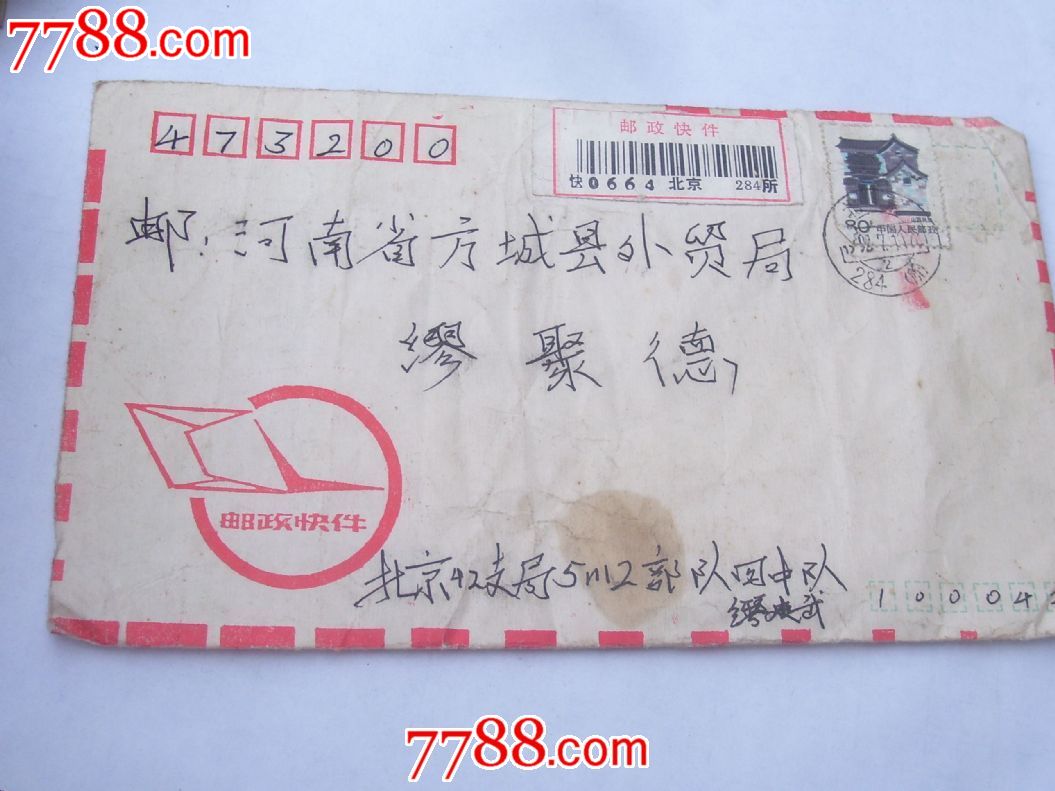 7788.com
473200
邮政快件
快0664 北京 284所
80 中国人民邮政
284
邮:河南省方城县外贸局
缪聚德
邮政快件
北京42支局5112部队四中队
缪
10004
7788.com